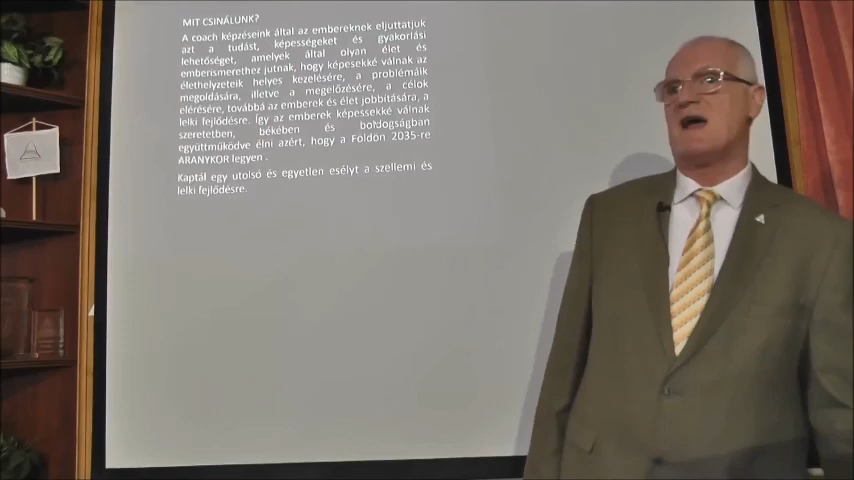 MIT CSINÁLUNK?
A coach képzéseink által az embereknek eljuttatjuk
azt a tudást, képességeket és gyakorlási
lehetőséget, amelyek által olyan élet és
emberismerethez jutnak, hogy képesekké válnak az
élethelyzeteik helyes kezelésére, a problémáik
megoldására, illetve a megelőzésére, a célok
elérésére, továbbá az emberek és élet jobbítására, a
lelki fejlődésre. Így az emberek képessekké válnak
szeretetben, békében és boldogságban
együttműködve élni azért, hogy a Földön 2035-re
ARANYKOR legyen .
Kaptál egy utolsó és egyetlen esélyt a szellemi és
lelki fejlődésre.